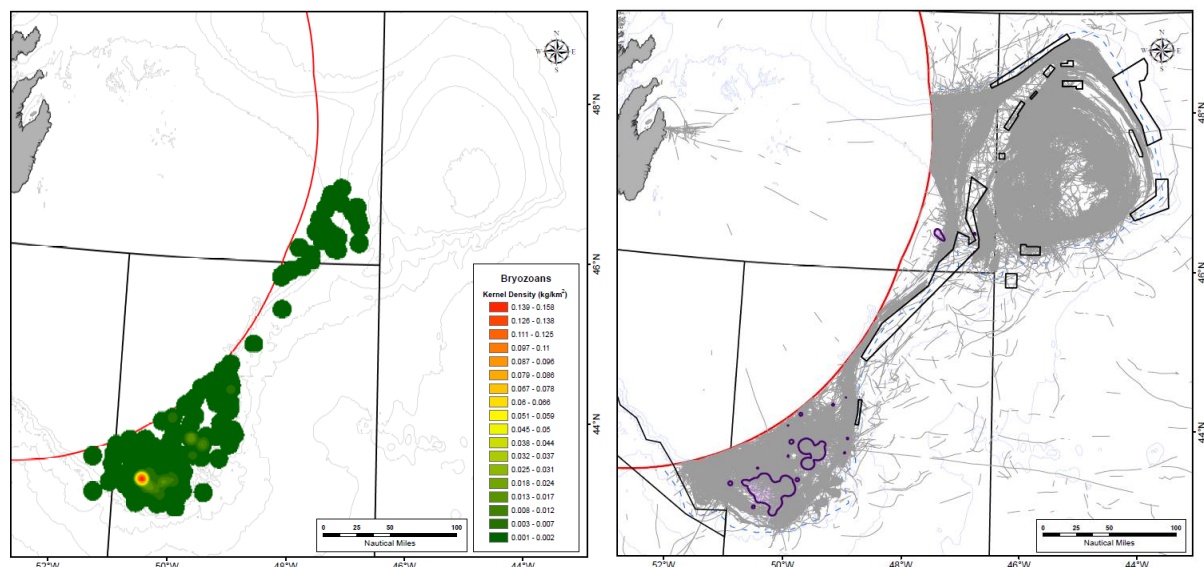 N
W E
S
48°N
46°N
44°N
Bryozoans
Kernel Density (kg/km²)
0.139 - 0.158
0.126 - 0.138
0.111 - 0.125
0.097 - 0.11
0.087 - 0.096
0.079 - 0.086
0.067 - 0.078
0.06 - 0.066
0.051 - 0.059
0.045 - 0.05
0.038 - 0.044
0.032 - 0.037
0.025 - 0.031
0.018 - 0.024
0.013 - 0.017
0.008 - 0.012
0.003 - 0.007
0.001 - 0.002
0 25 50 100
Nautical Miles
52°W 50°W 48°W 46°W 44°W
N
W E
S
48°N
46°N
44°N
0 25 50 100
Nautical Miles
52°W 50°W 48°W 46°W 44°W